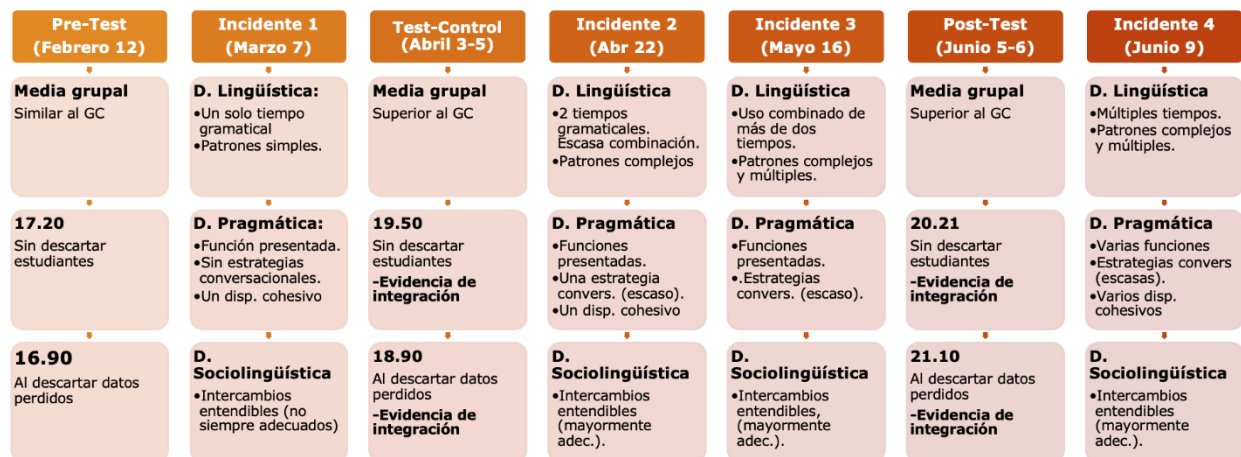 Pre-Test
(Febrero 12)
Media grupal
Similar al GC
17.20
Sin descartar
estudiantes
16.90
Al descartar datos
perdidos
Incidente 1
(Marzo 7)
D. Lingüística:
•Un solo tiempo
gramatical
•Patrones simples.
D. Pragmática:
•Función presentada.
•Sin estrategias
conversacionales.
•Un disp. cohesivo
D.
Sociolingüística
•Intercambios
entendibles (no
siempre adecuados)
Test-Control
(Abril 3-5)
Media grupal
Superior al GC
19.50
Sin descartar
estudiantes
-Evidencia de
integración
18.90
Al descartar datos
perdidos
-Evidencia de
integración
Incidente 2
(Abr 22)
D. Lingüística
•2 tiempos
gramaticales.
Escasa combinación.
•Patrones complejos
D. Pragmática
•Funciones
presentadas.
•Una estrategia
convers. (escaso).
•Un disp. cohesivo
D.
Sociolingüística
•Intercambios
entendibles
(mayormente
adec.).
Incidente 3
(Mayo 16)
D. Lingüística
•Uso combinado de
más de dos
tiempos.
•Patrones complejos
y múltiples.
D. Pragmática
•Funciones
presentadas.
•.Estrategias
convers. (escaso).
D.
Sociolingüística
•Intercambios
entendibles,
(mayormente
adec.).
Post-Test
(Junio 5-6)
Media grupal
Superior al GC
20.21
Sin descartar
estudiantes
-Evidencia de
integración
21.10
Al descartar datos
perdidos
-Evidencia de
integración
Incidente 4
(Junio 9)
D. Lingüística
•Múltiples tiempos.
•Patrones complejos
y múltiples.
D. Pragmática
•Varias funciones
•Estrategias convers
(escasas).
•Varios disp.
cohesivos
D.
Sociolingüística
•Intercambios
entendibles
(mayormente
adec.).